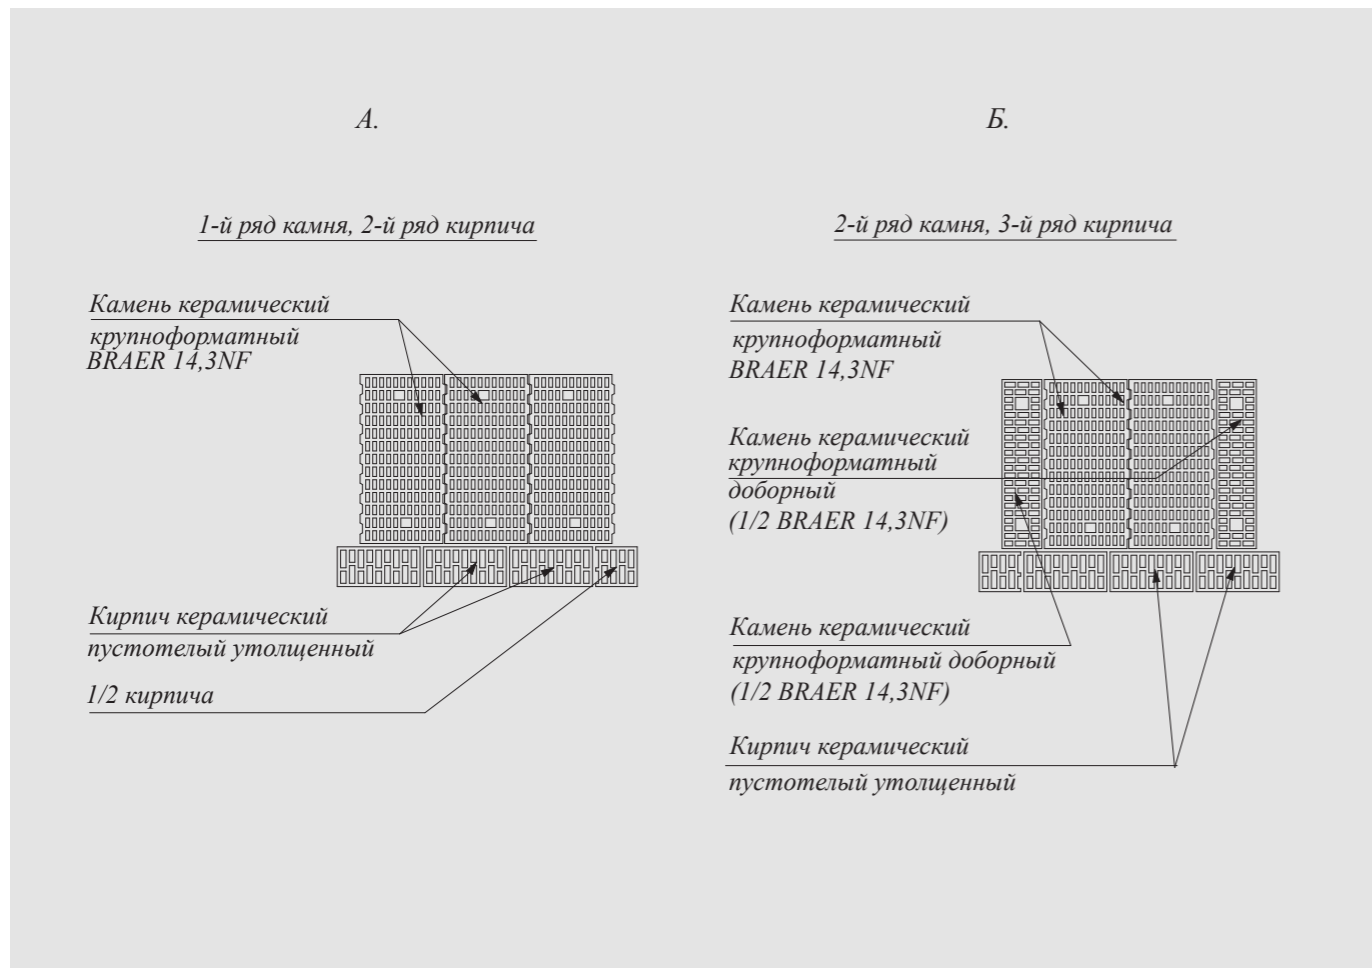 А.
1-й ряд камня, 2-й ряд кирпича
Камень керамический
крупноформатный
BRAER 14,3NF
Кирпич керамический
пустотелый утолщенный
1/2 кирпича
Б.
2-й ряд камня, 3-й ряд кирпича
Камень керамический
крупноформатный
BRAER 14,3NF
Камень керамический
крупноформатный
доборный
(1/2 BRAER 14,3NF)
Камень керамический
крупноформатный доборный
(1/2 BRAER 14,3NF)
Кирпич керамический
пустотелый утолщенный